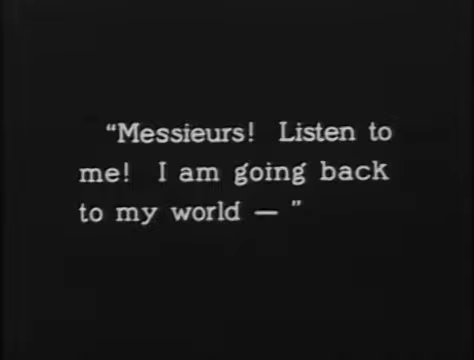 “Messieurs! Listen to
me! I am going back
to my world — ”